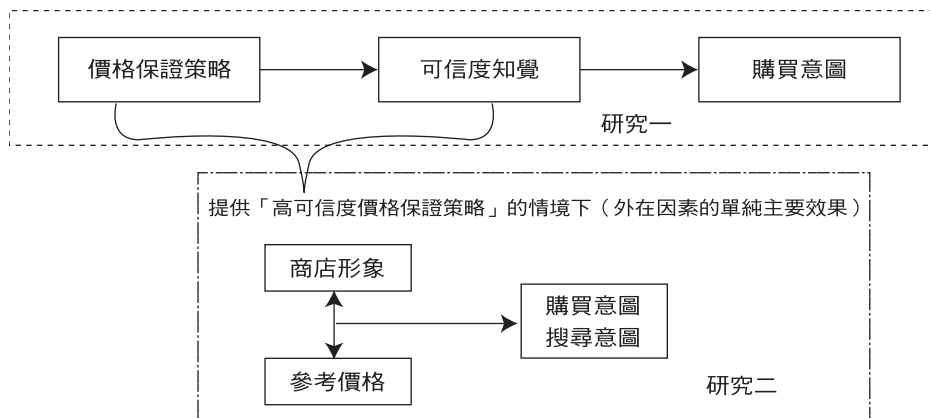 價格保證策略
可信度知覺
購買意圖
研究一
提供「高可信度價格保證策略」的情境下（外在因素的單純主要效果）
商店形象
購買意圖
搜尋意圖
參考價格
研究二